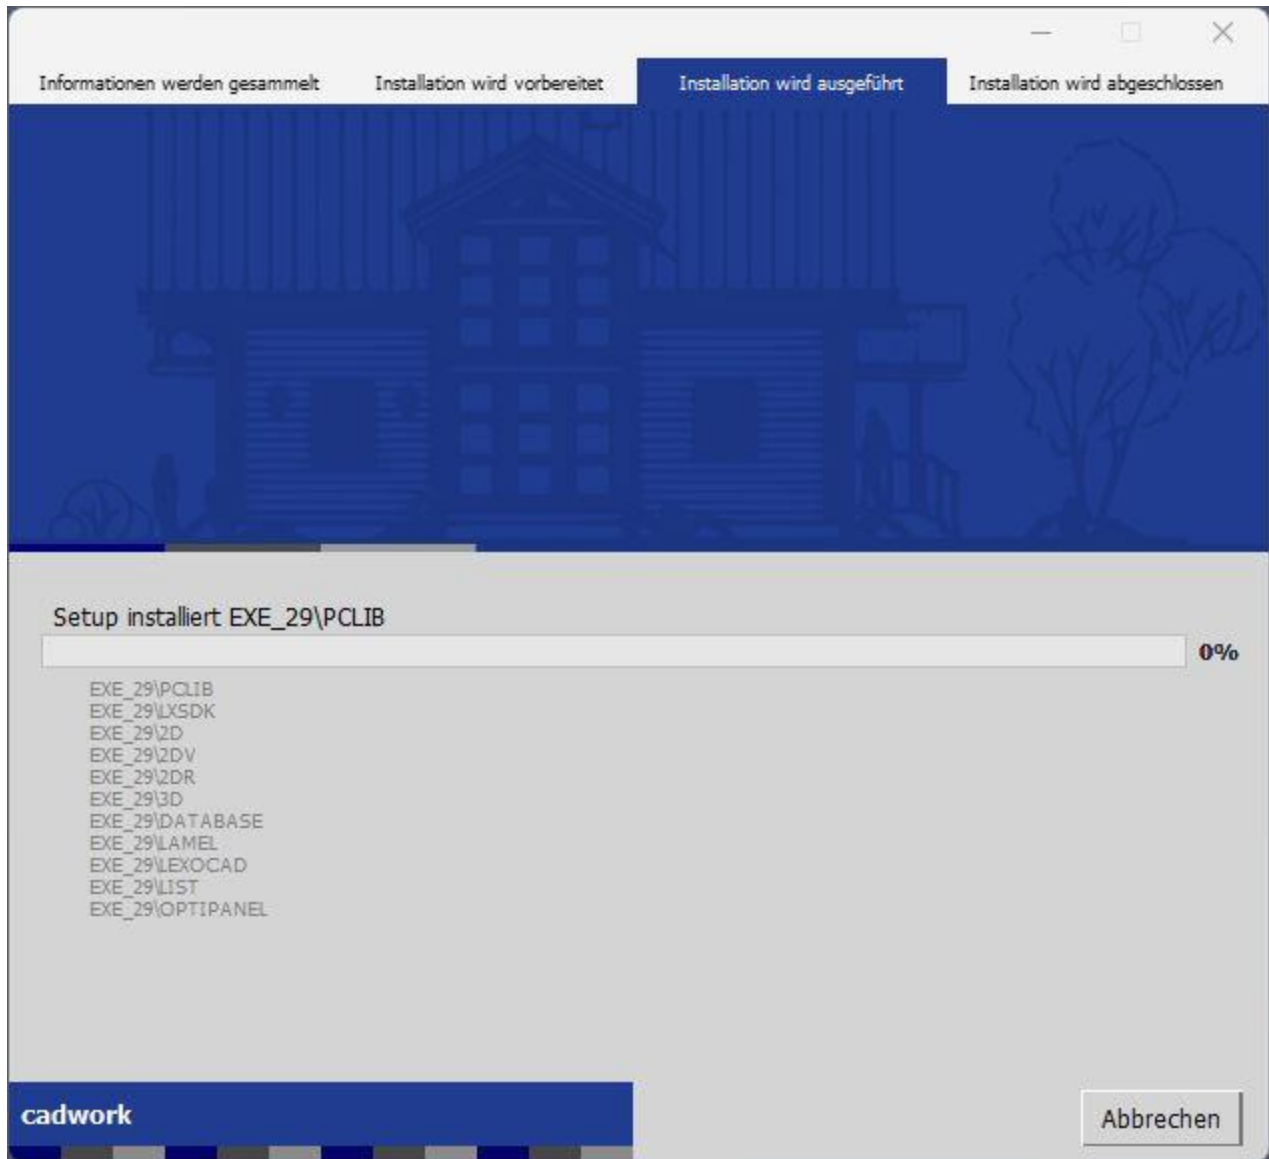 Informationen werden gesammelt Installation wird vorbereitet Installation wird ausgeführt Installation wird abgeschlossen
Setup installiert EXE_29\PCLIB
0%
EXE_29\PCLIB
EXE_29\LXSDK
EXE_29\2D
EXE_29\2DV
EXE_29\2DR
EXE_29\3D
EXE_29\DATABASE
EXE_29\LAMEL
EXE_29\LEXOCAD
EXE_29\LIST
EXE_29\OPTIPANEL
cadwork
Abbrechen